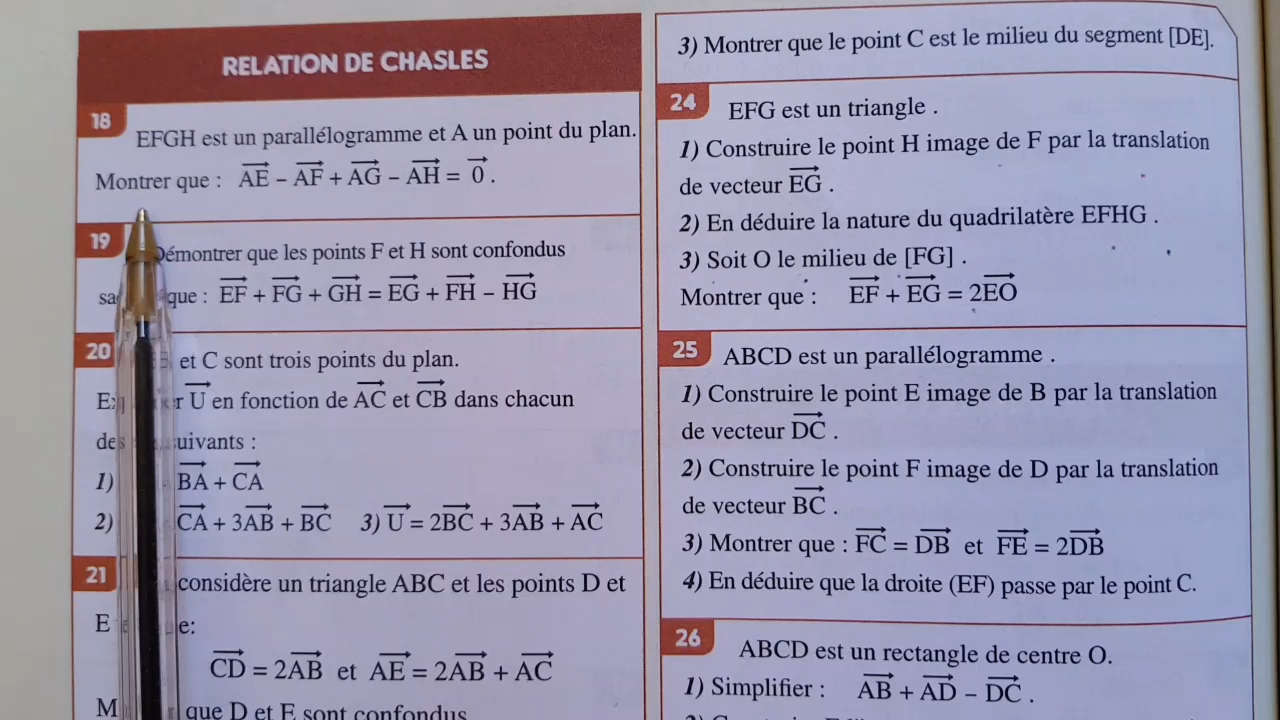 RELATION DE CHASLES
18
EFGH est un parallélogramme et A un point du plan.
Montrer que : AE⃗ − AF⃗ + AG⃗ − AH⃗ = 0⃗ .
19
Démontrer que les points F et H sont confondus
que : EF⃗ + FG⃗ + GH⃗ = EG⃗ + FH⃗ − HG⃗
20
et C sont trois points du plan.
U⃗ en fonction de AC⃗ et CB⃗ dans chacun
des
1) BA⃗ + CA⃗
2) CA⃗ + 3AB⃗ + BC⃗ 3) U⃗ = 2BC⃗ + 3AB⃗ + AC⃗
21
considère un triangle ABC et les points D et
E
CD⃗ = 2AB⃗ et AE⃗ = 2AB⃗ + AC⃗
que D et E sont confondus
3) Montrer que le point C est le milieu du segment [DE].
24
EFG est un triangle .
1) Construire le point H image de F par la translation
de vecteur EG⃗ .
2) En déduire la nature du quadrilatère EFHG .
3) Soit O le milieu de [FG] .
Montrer que : EF⃗ + EG⃗ = 2EO⃗
25
ABCD est un parallélogramme .
1) Construire le point E image de B par la translation
de vecteur DC⃗ .
2) Construire le point F image de D par la translation
de vecteur BC⃗ .
3) Montrer que : FC⃗ = DB⃗ et FE⃗ = 2DB⃗
4) En déduire que la droite (EF) passe par le point C.
26
ABCD est un rectangle de centre O.
1) Simplifier : AB⃗ + AD⃗ − DC⃗ .